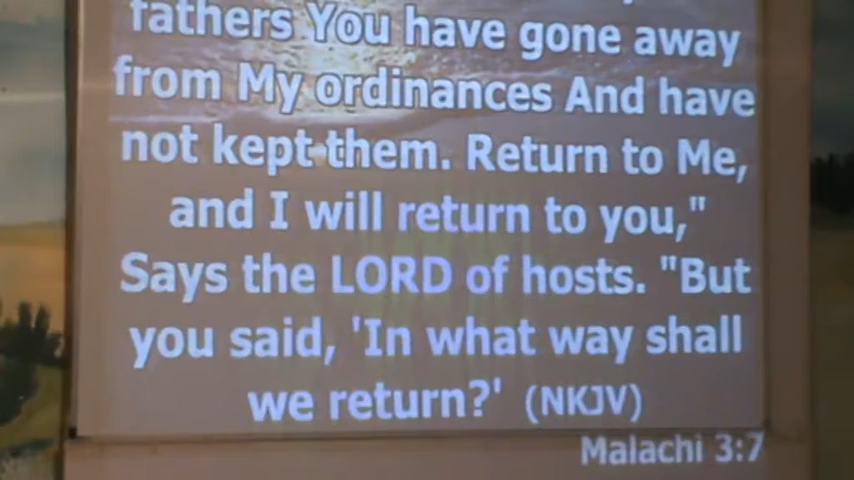 fathers You have gone away
from My ordinances And have
not kept them. Return to Me,
and I will return to you,"
Says the LORD of hosts. "But
you said, 'In what way shall
we return?' (NKJV)
Malachi 3:7